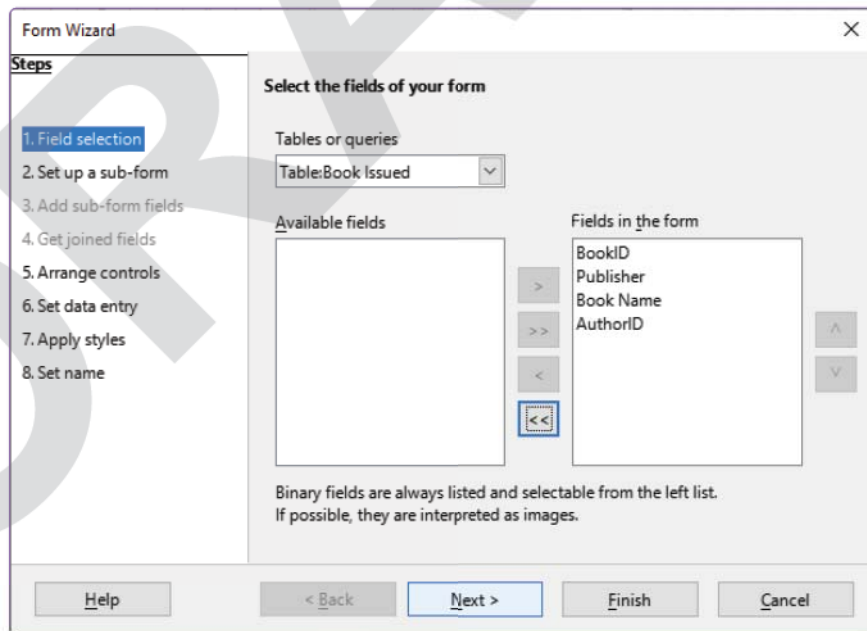 Form Wizard
Steps
1. Field selection
2. Set up a sub-form
3. Add sub-form fields
4. Get joined fields
5. Arrange controls
6. Set data entry
7. Apply styles
8. Set name
Select the fields of your form
Tables or queries
Table:Book Issued
Available fields
>
>>
<
<<
Fields in the form
BookID
Publisher
Book Name
AuthorID
Binary fields are always listed and selectable from the left list.
If possible, they are interpreted as images.
Help
< Back
Next >
Finish
Cancel